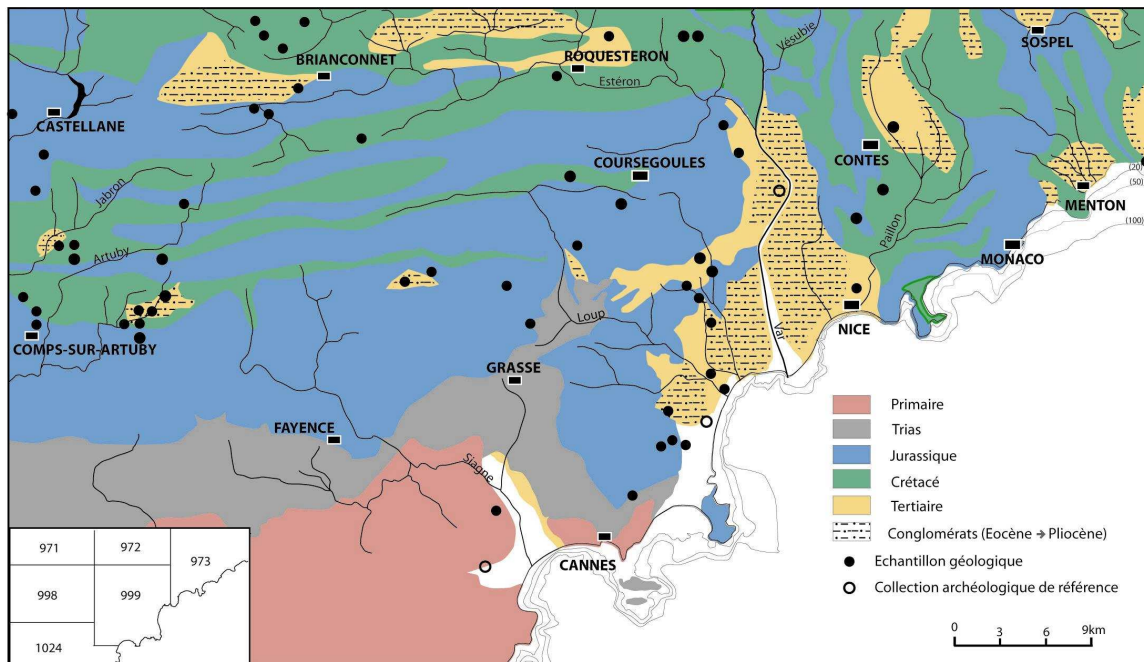 BRIANCONNET
ROQUESTERON
Vésubie
SOSPEL
Estéron
CASTELLANE
CONTES
COURSEGOULES
(20)
(50)
(100)
Jabron
MENTON
Paillon
Artuby
MONACO
NICE
Loup
Var
COMPS-SUR-ARTUBY
GRASSE
FAYENCE
Siagne
CANNES
Primaire
Trias
Jurassique
Crétacé
Tertiaire
Conglomérats (Eocène → Pliocène)
Echantillon géologique
Collection archéologique de référence
971 972 973
998 999
1024
0 3 6 9km